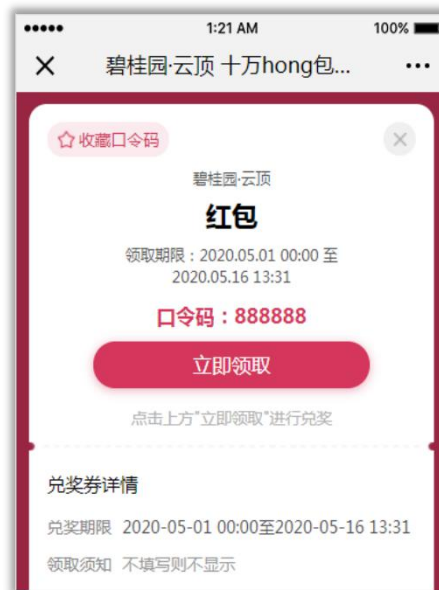 1:21 AM
100%
碧桂园·云顶 十万hong包...
收藏口令码
碧桂园·云顶
红包
领取期限：2020.05.01 00:00 至
2020.05.16 13:31
口令码：888888
立即领取
点击上方"立即领取"进行兑奖
兑奖券详情
兑奖期限 2020-05-01 00:00至2020-05-16 13:31
领取须知 不填写则不显示